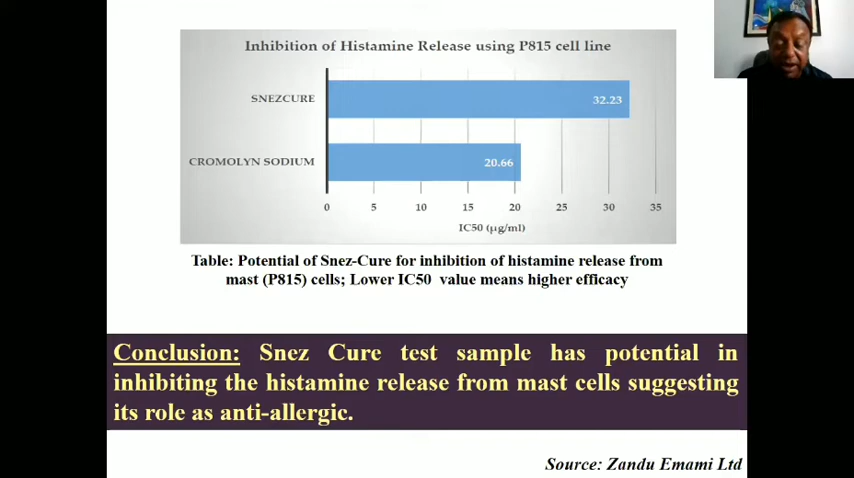 Inhibition of Histamine Release using P815 cell line
SNEZCURE
32.23
CROMOLYN SODIUM
20.66
0 5 10 15 20 25 30 35
IC50 (µg/ml)
Table: Potential of Snez-Cure for inhibition of histamine release from
mast (P815) cells; Lower IC50 value means higher efficacy
Conclusion: Snez Cure test sample has potential in
inhibiting the histamine release from mast cells suggesting
its role as anti-allergic.
Source: Zandu Emami Ltd